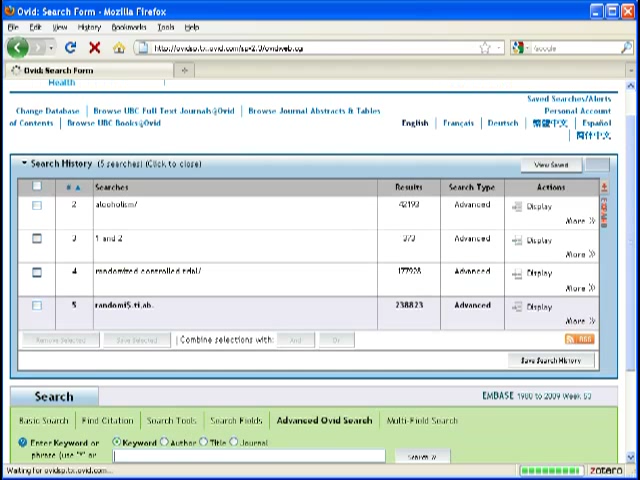 Ovid: Search Form - Mozilla Firefox
File Edit View History Bookmarks Tools Help
Google
Ovid: Search Form
Health
Saved Searches/Alerts
Change Database | Browse UBC Full Text Journals@Ovid | Browse Journal Abstracts & Tables Personal Account
of Contents | Browse UBC Books@Ovid English | Français | Deutsch | 繁體中文 | Español
| 简体中文
Search History (5 searches) (Click to close) View Saved
# Searches Results Search Type Actions
2 alcoholism/ 42193 Advanced Display
More »
3 1 and 2 373 Advanced Display
More »
4 randomized controlled trial/ 177928 Advanced Display
More »
5 randomi$.ti,ab. 238823 Advanced Display
More »
Remove Selected Save Selected | Combine selections with: And Or RSS
Save Search History
Search EMBASE 1980 to 2009 Week 53
Basic Search | Find Citation | Search Tools | Search Fields | Advanced Ovid Search | Multi-Field Search
Enter Keyword or Keyword Author Title Journal
phrase (use "*" or Search »
Waiting for ovidsp.tx.ovid.com... zotero